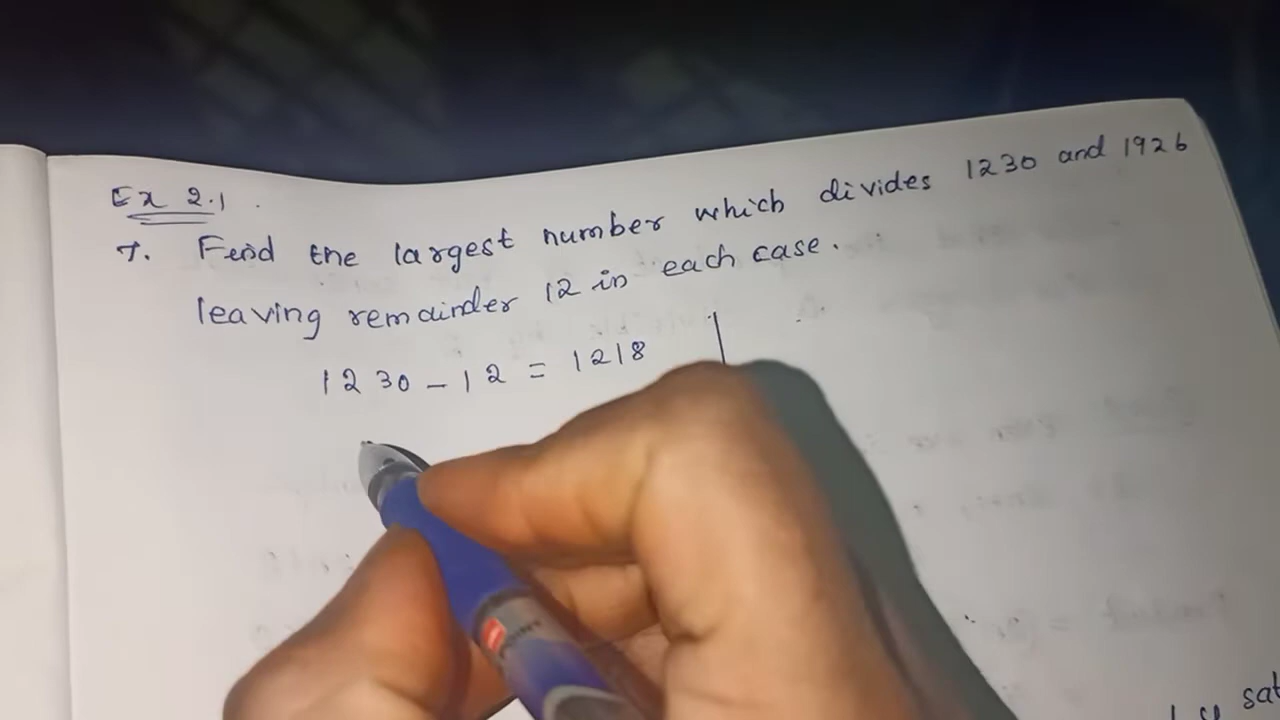 Ex 2.1.
7. Find the largest number which divides 1230 and 1926
leaving remainder 12 in each case.
1230 - 12 = 1218